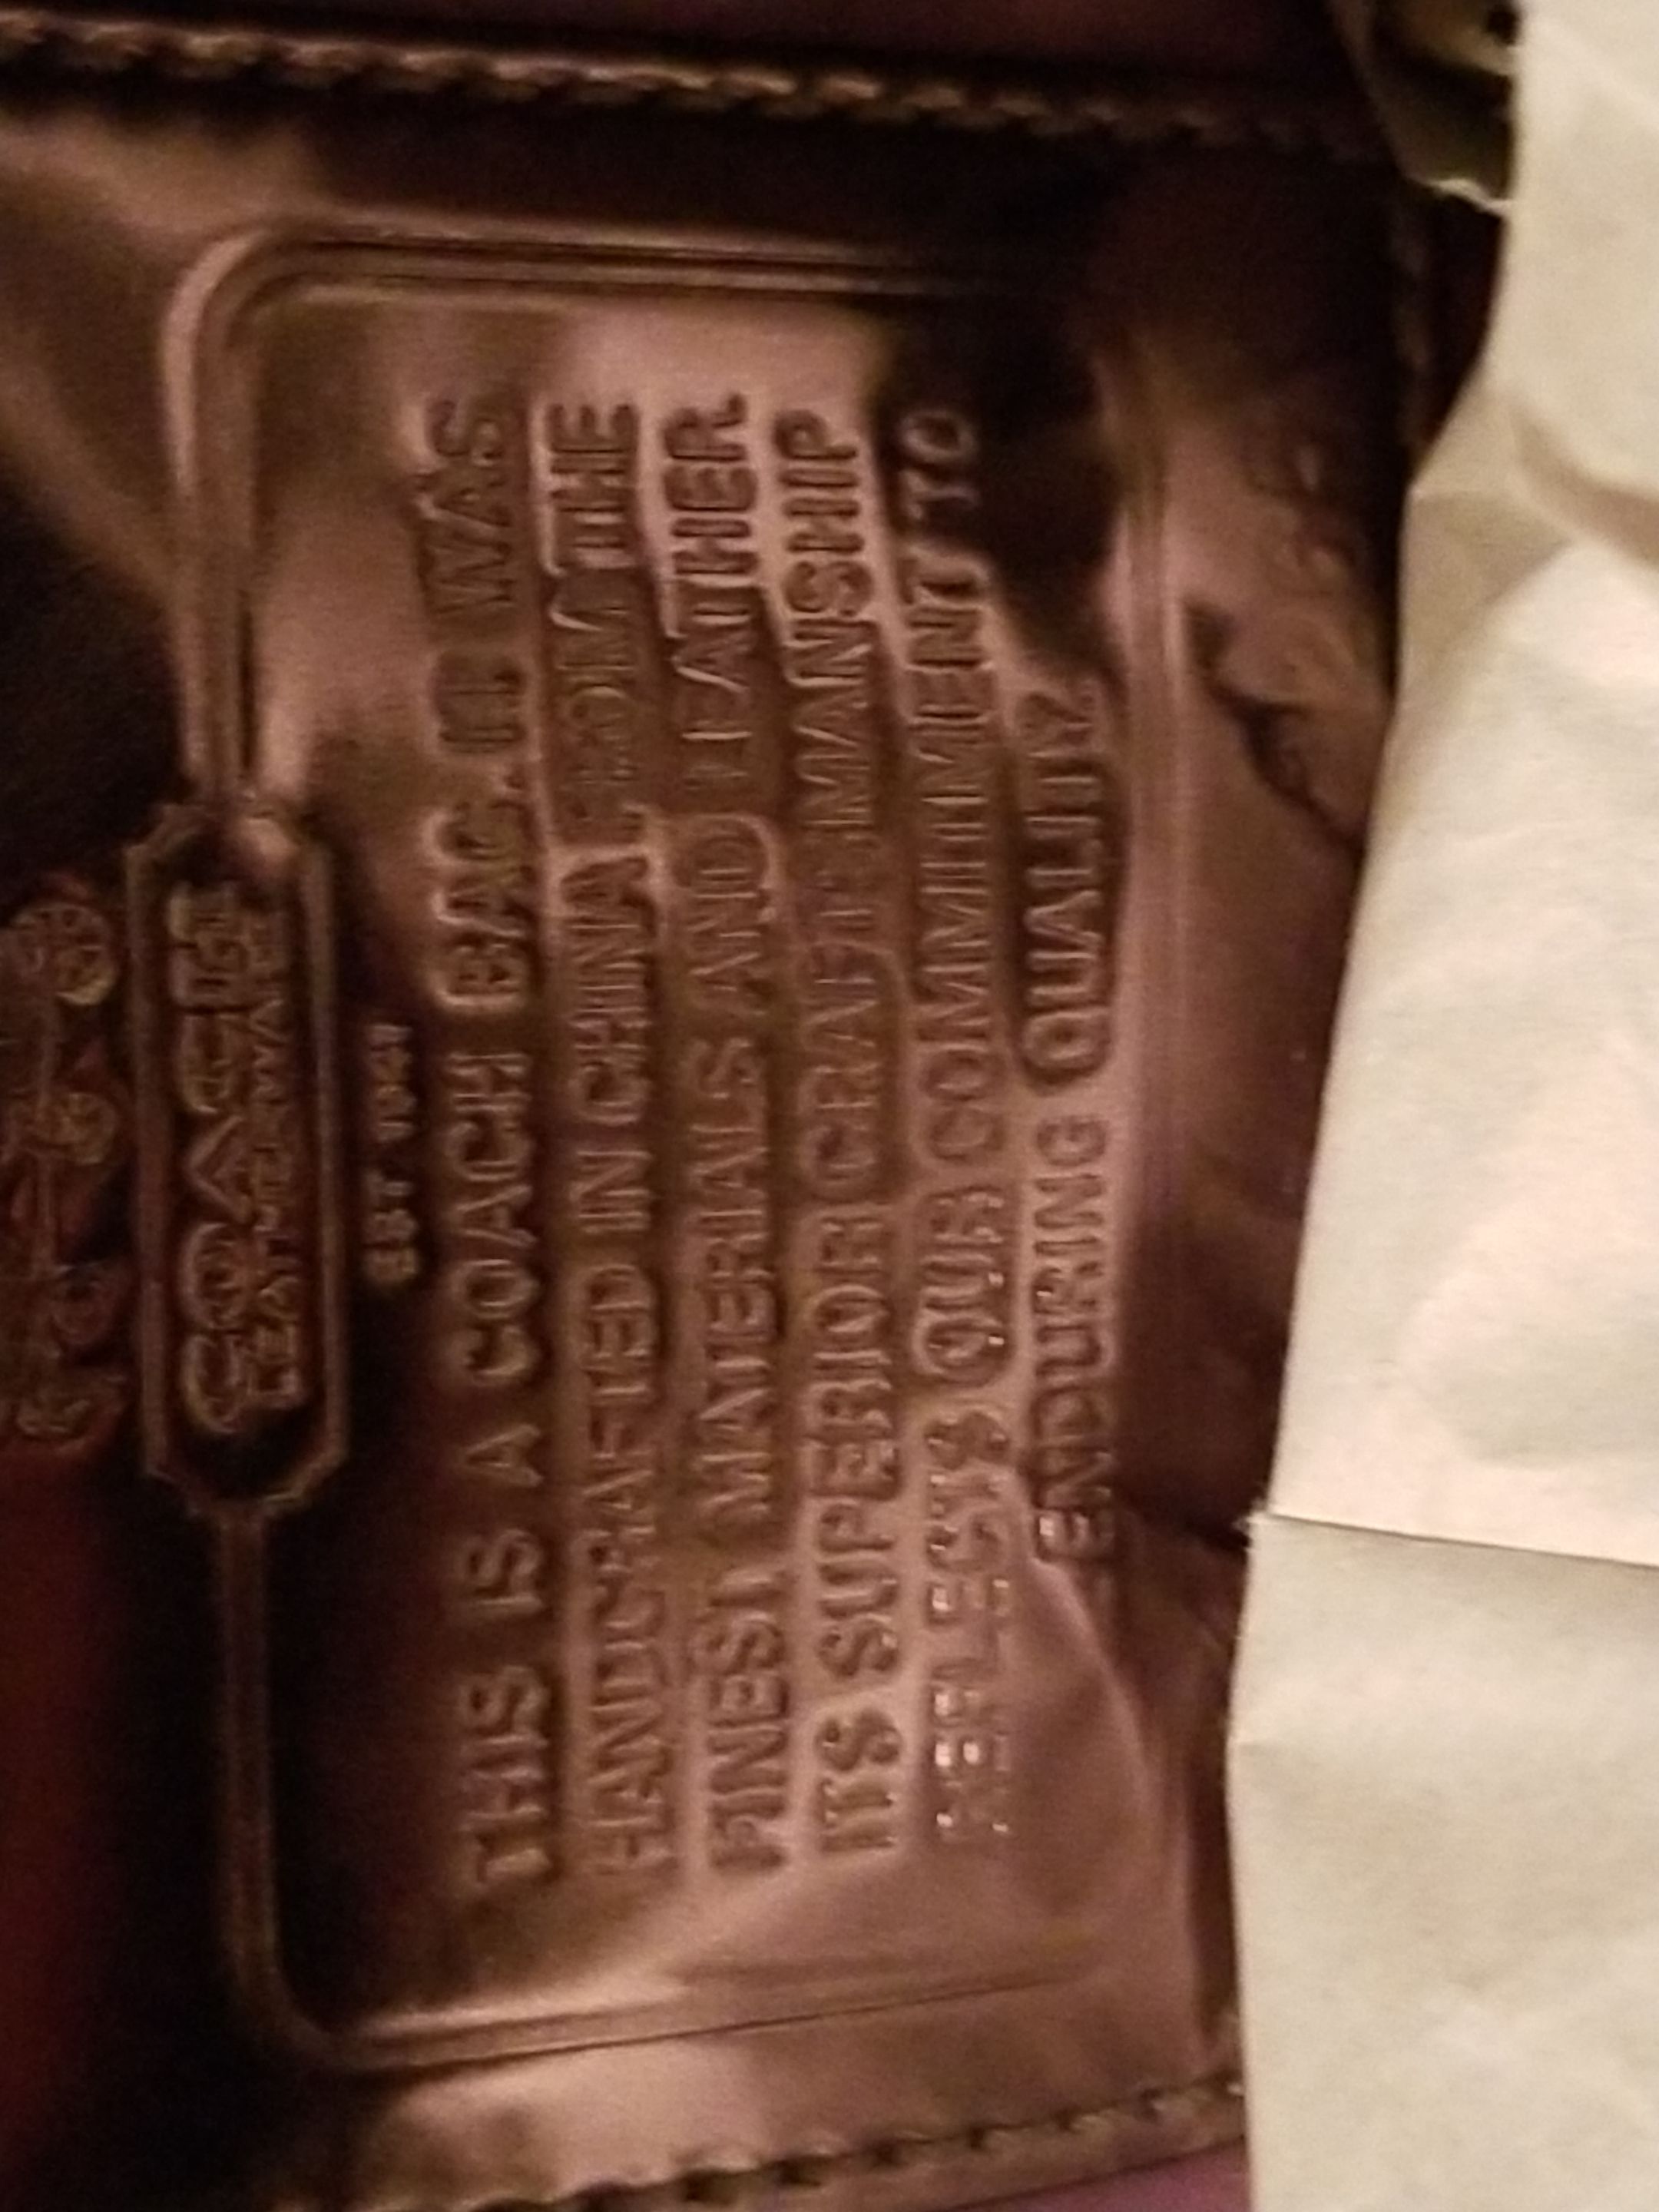 COACH
LEATHERWARE
EST. 1941
THIS IS A COACH BAG. IT WAS
HANDCRAFTED IN CHINA FROM THE
FINEST MATERIALS AND LEATHER
ITS SUPERIOR CRAFTSMANSHIP
REFLECTS OUR COMMITMENT TO
ENDURING QUALITY